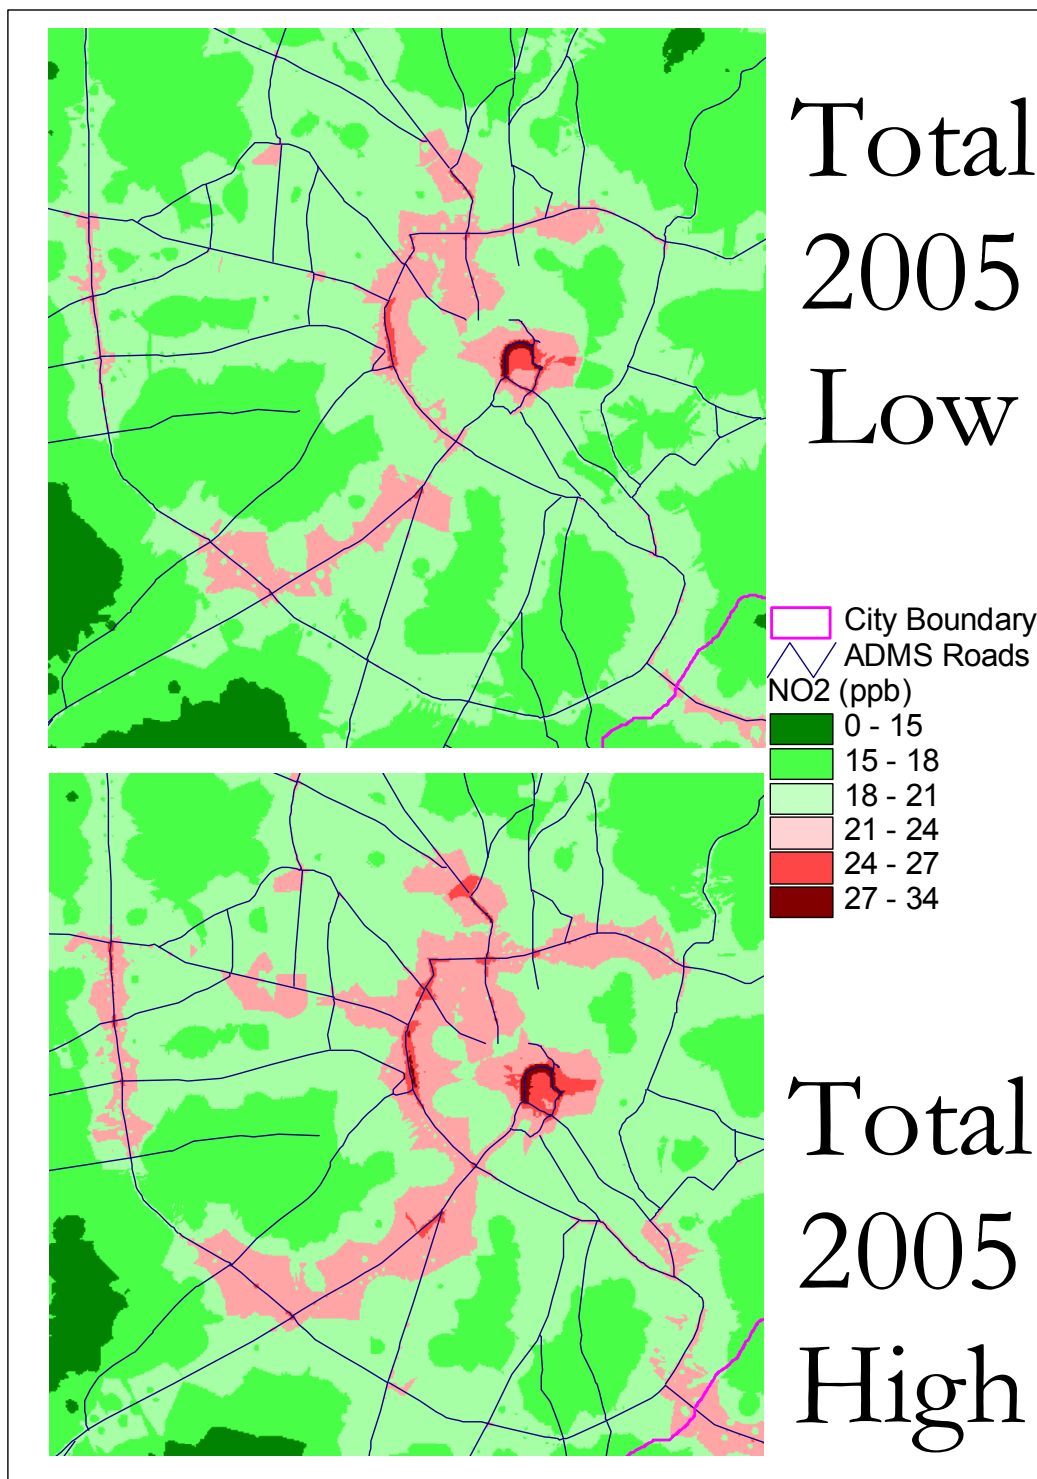 Total
2005
Low
City Boundary
ADMS Roads
NO2 (ppb)
0 - 15
15 - 18
18 - 21
21 - 24
24 - 27
27 - 34
Total
2005
High